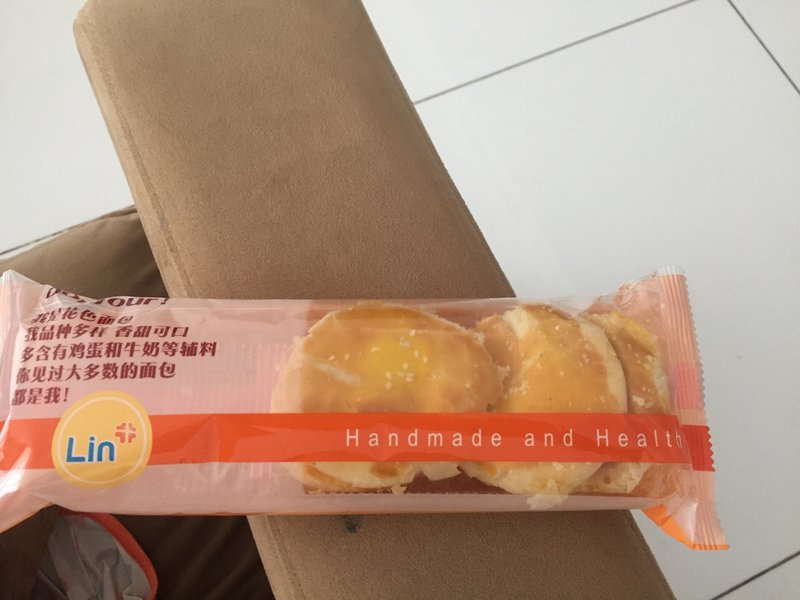 我是花色面包
我品种多样 香甜可口
多含有鸡蛋和牛奶等辅料
你见过大多数的面包
都是我!
Lin
Handmade and Health